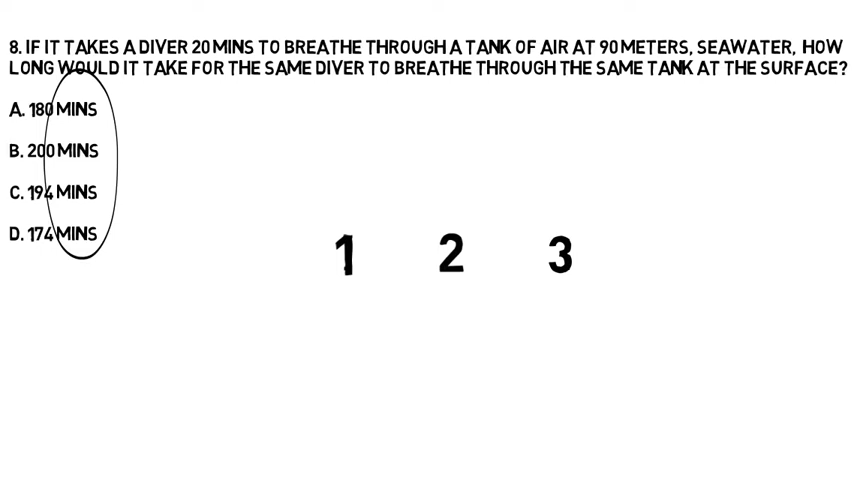 8. IF IT TAKES A DIVER 20 MINS TO BREATHE THROUGH A TANK OF AIR AT 90 METERS, SEAWATER, HOW
LONG WOULD IT TAKE FOR THE SAME DIVER TO BREATHE THROUGH THE SAME TANK AT THE SURFACE?
A. 180 MINS
B. 200 MINS
C. 194 MINS
D. 174 MINS
1 2 3